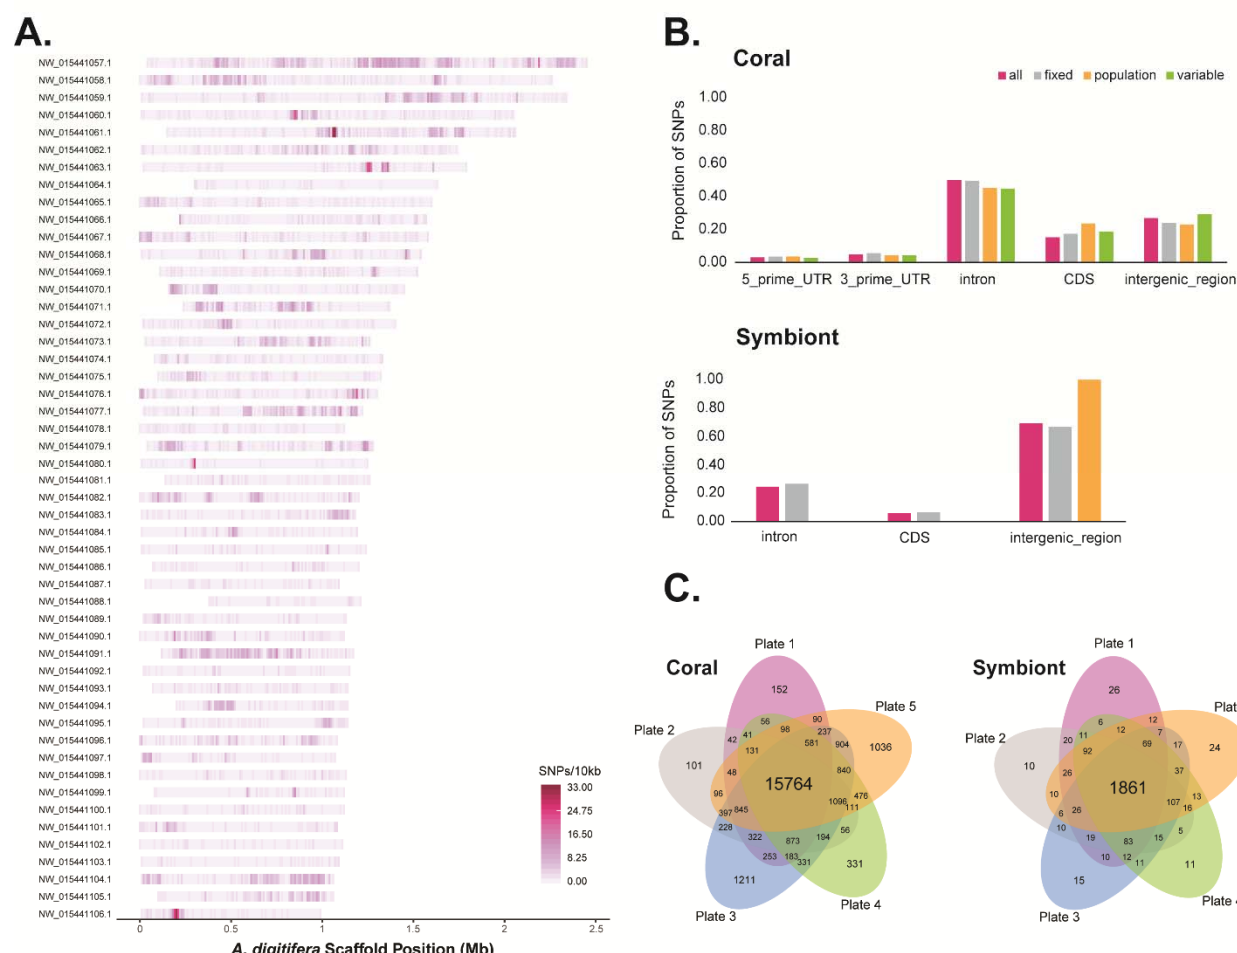 A.
NW_015441057.1
NW_015441058.1
NW_015441059.1
NW_015441060.1
NW_015441061.1
NW_015441062.1
NW_015441063.1
NW_015441064.1
NW_015441065.1
NW_015441066.1
NW_015441067.1
NW_015441068.1
NW_015441069.1
NW_015441070.1
NW_015441071.1
NW_015441072.1
NW_015441073.1
NW_015441074.1
NW_015441075.1
NW_015441076.1
NW_015441077.1
NW_015441078.1
NW_015441079.1
NW_015441080.1
NW_015441081.1
NW_015441082.1
NW_015441083.1
NW_015441084.1
NW_015441085.1
NW_015441086.1
NW_015441087.1
NW_015441088.1
NW_015441089.1
NW_015441090.1
NW_015441091.1
NW_015441092.1
NW_015441093.1
NW_015441094.1
NW_015441095.1
NW_015441096.1
NW_015441097.1
NW_015441098.1
NW_015441099.1
NW_015441100.1
NW_015441101.1
NW_015441102.1
NW_015441103.1
NW_015441104.1
NW_015441105.1
NW_015441106.1
SNPs/10kb
33.00
24.75
16.50
8.25
0.00
0 0.5 1.0 1.5 2 2.5
A. digitifera Scaffold Position (Mb)
B.
Coral
all fixed population variable
Proportion of SNPs
1.00
0.80
0.60
0.40
0.20
0.00
5_prime_UTR 3_prime_UTR intron CDS intergenic_region
Symbiont
Proportion of SNPs
1.00
0.80
0.60
0.40
0.20
0.00
intron CDS intergenic_region
C.
Coral
Plate 1
Plate 5
Plate 2
Plate 3
Plate 4
152
56 90
42 41 98 237
131 581 904 1036
101 48 840
15764
96 476
397 845 1096 111
228 322 873 194 56
253 183 331 331
1211
Symbiont
Plate 1
Plat
Plate 2
Plate 3
Plate 4
26
6 12
20 11 12 7
92 69 17 24
10 26 37
1861
10 13
6 26 107 16
10 19 83 15 5
10 12 11 11
15